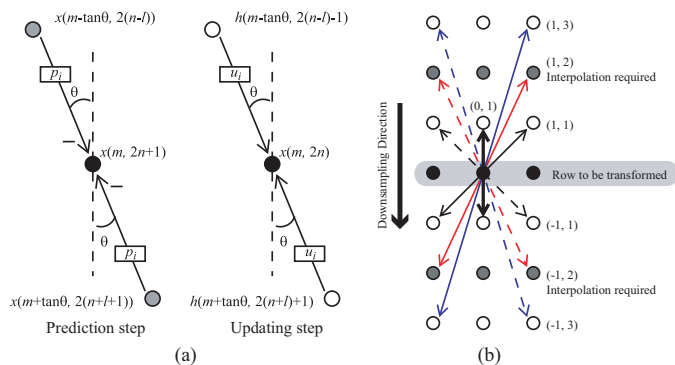 x(m-tanθ, 2(n-l))
h(m-tanθ, 2(n-l)-1)
p_i
θ
u_i
θ
x(m, 2n+1)
x(m, 2n)
θ
p_i
θ
u_i
x(m+tanθ, 2(n+l+1))
h(m+tanθ, 2(n+l)+1)
Prediction step
Updating step
(a)
(1, 3)
(1, 2)
Interpolation required
(0, 1)
(1, 1)
Downsampling Direction
Row to be transformed
(-1, 1)
(-1, 2)
Interpolation required
(-1, 3)
(b)